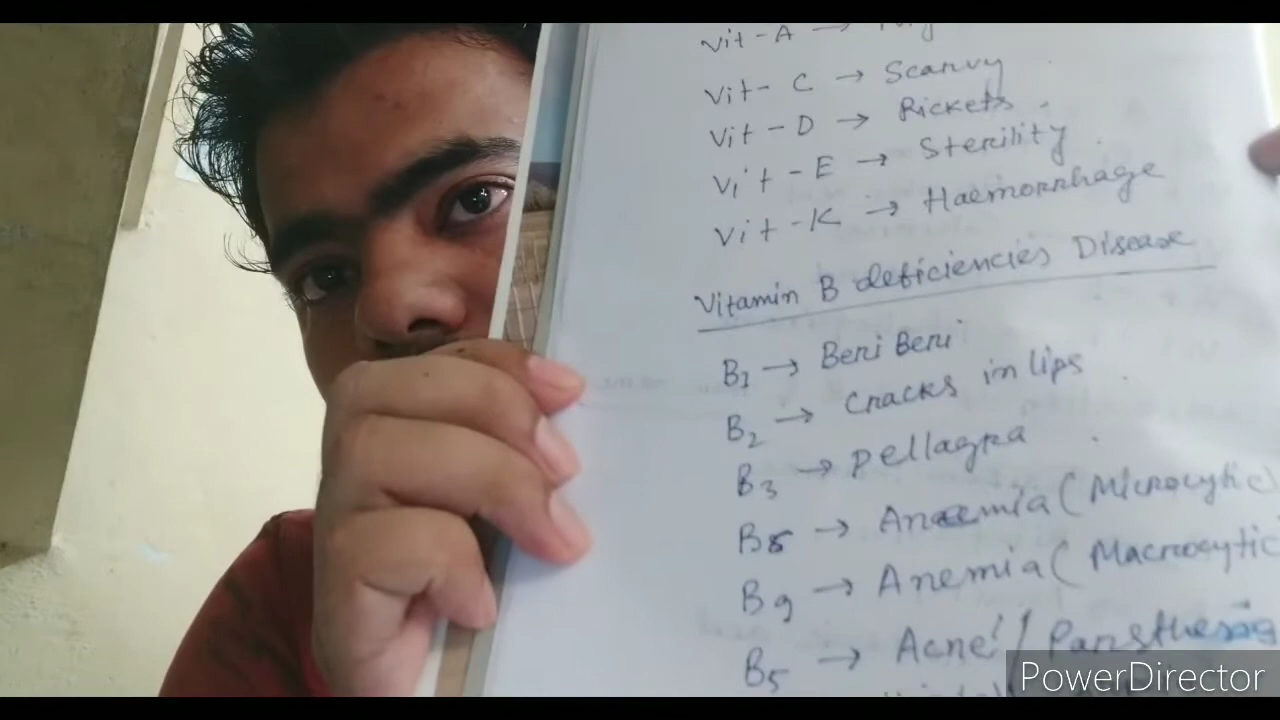 Vit - A →
Vit - C → Scarvy
Vit - D → Rickets
Vit - E → Sterility
Vit - K → Haemorrhage
Vitamin B deficiencies Disease
B1 → Beri Beri
B2 → Cracks in lips
B3 → Pellagra
→ Anaemia (Microcytic)
B9 → Anemia (Macrocytic
B5 → Acne /
PowerDirector